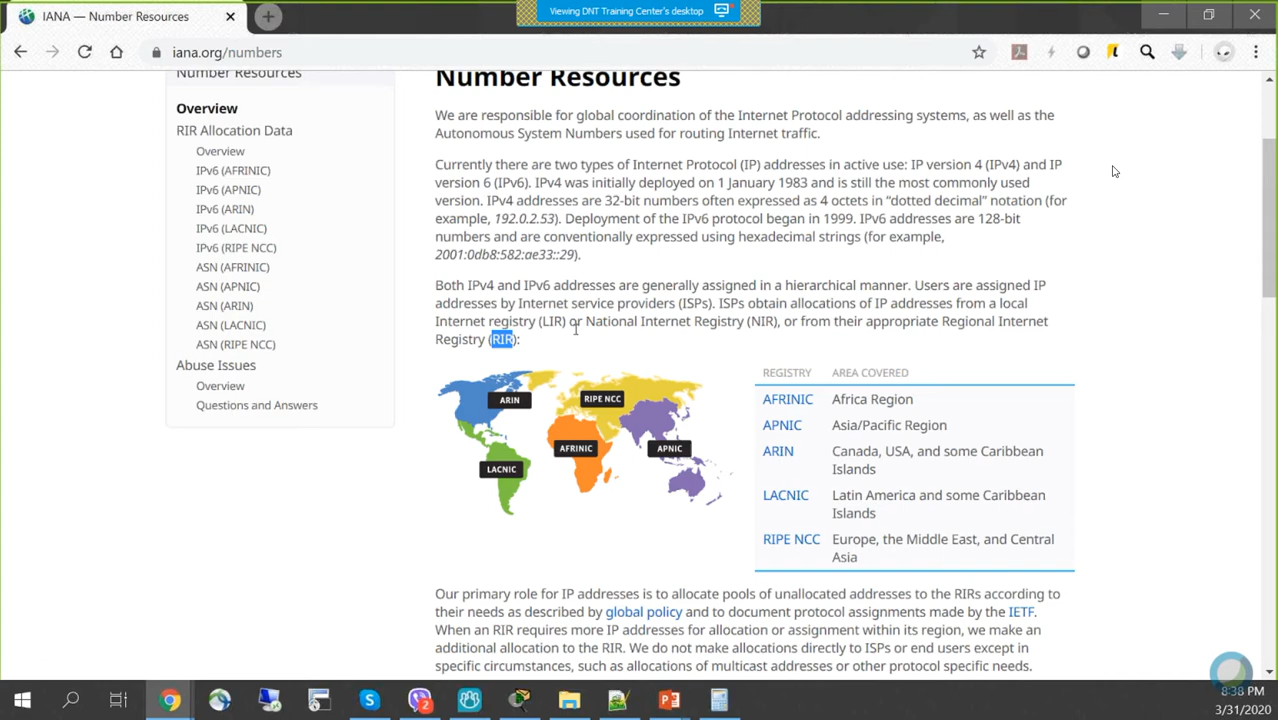 IANA — Number Resources
Viewing DNT Training Center's desktop
iana.org/numbers
Number Resources
Overview
RIR Allocation Data
Overview
IPv6 (AFRINIC)
IPv6 (APNIC)
IPv6 (ARIN)
IPv6 (LACNIC)
IPv6 (RIPE NCC)
ASN (AFRINIC)
ASN (APNIC)
ASN (ARIN)
ASN (LACNIC)
ASN (RIPE NCC)
Abuse Issues
Overview
Questions and Answers
Number Resources
We are responsible for global coordination of the Internet Protocol addressing systems, as well as the
Autonomous System Numbers used for routing Internet traffic.
Currently there are two types of Internet Protocol (IP) addresses in active use: IP version 4 (IPv4) and IP
version 6 (IPv6). IPv4 was initially deployed on 1 January 1983 and is still the most commonly used
version. IPv4 addresses are 32-bit numbers often expressed as 4 octets in “dotted decimal” notation (for
example, 192.0.2.53). Deployment of the IPv6 protocol began in 1999. IPv6 addresses are 128-bit
numbers and are conventionally expressed using hexadecimal strings (for example,
2001:0db8:582:ae33::29).
Both IPv4 and IPv6 addresses are generally assigned in a hierarchical manner. Users are assigned IP
addresses by Internet service providers (ISPs). ISPs obtain allocations of IP addresses from a local
Internet registry (LIR) or National Internet Registry (NIR), or from their appropriate Regional Internet
Registry (RIR):
ARIN
RIPE NCC
AFRINIC
APNIC
LACNIC
REGISTRY AREA COVERED
AFRINIC Africa Region
APNIC Asia/Pacific Region
ARIN Canada, USA, and some Caribbean
Islands
LACNIC Latin America and some Caribbean
Islands
RIPE NCC Europe, the Middle East, and Central
Asia
Our primary role for IP addresses is to allocate pools of unallocated addresses to the RIRs according to
their needs as described by global policy and to document protocol assignments made by the IETF.
When an RIR requires more IP addresses for allocation or assignment within its region, we make an
additional allocation to the RIR. We do not make allocations directly to ISPs or end users except in
specific circumstances, such as allocations of multicast addresses or other protocol specific needs.
2
8:38 PM
3/31/2020